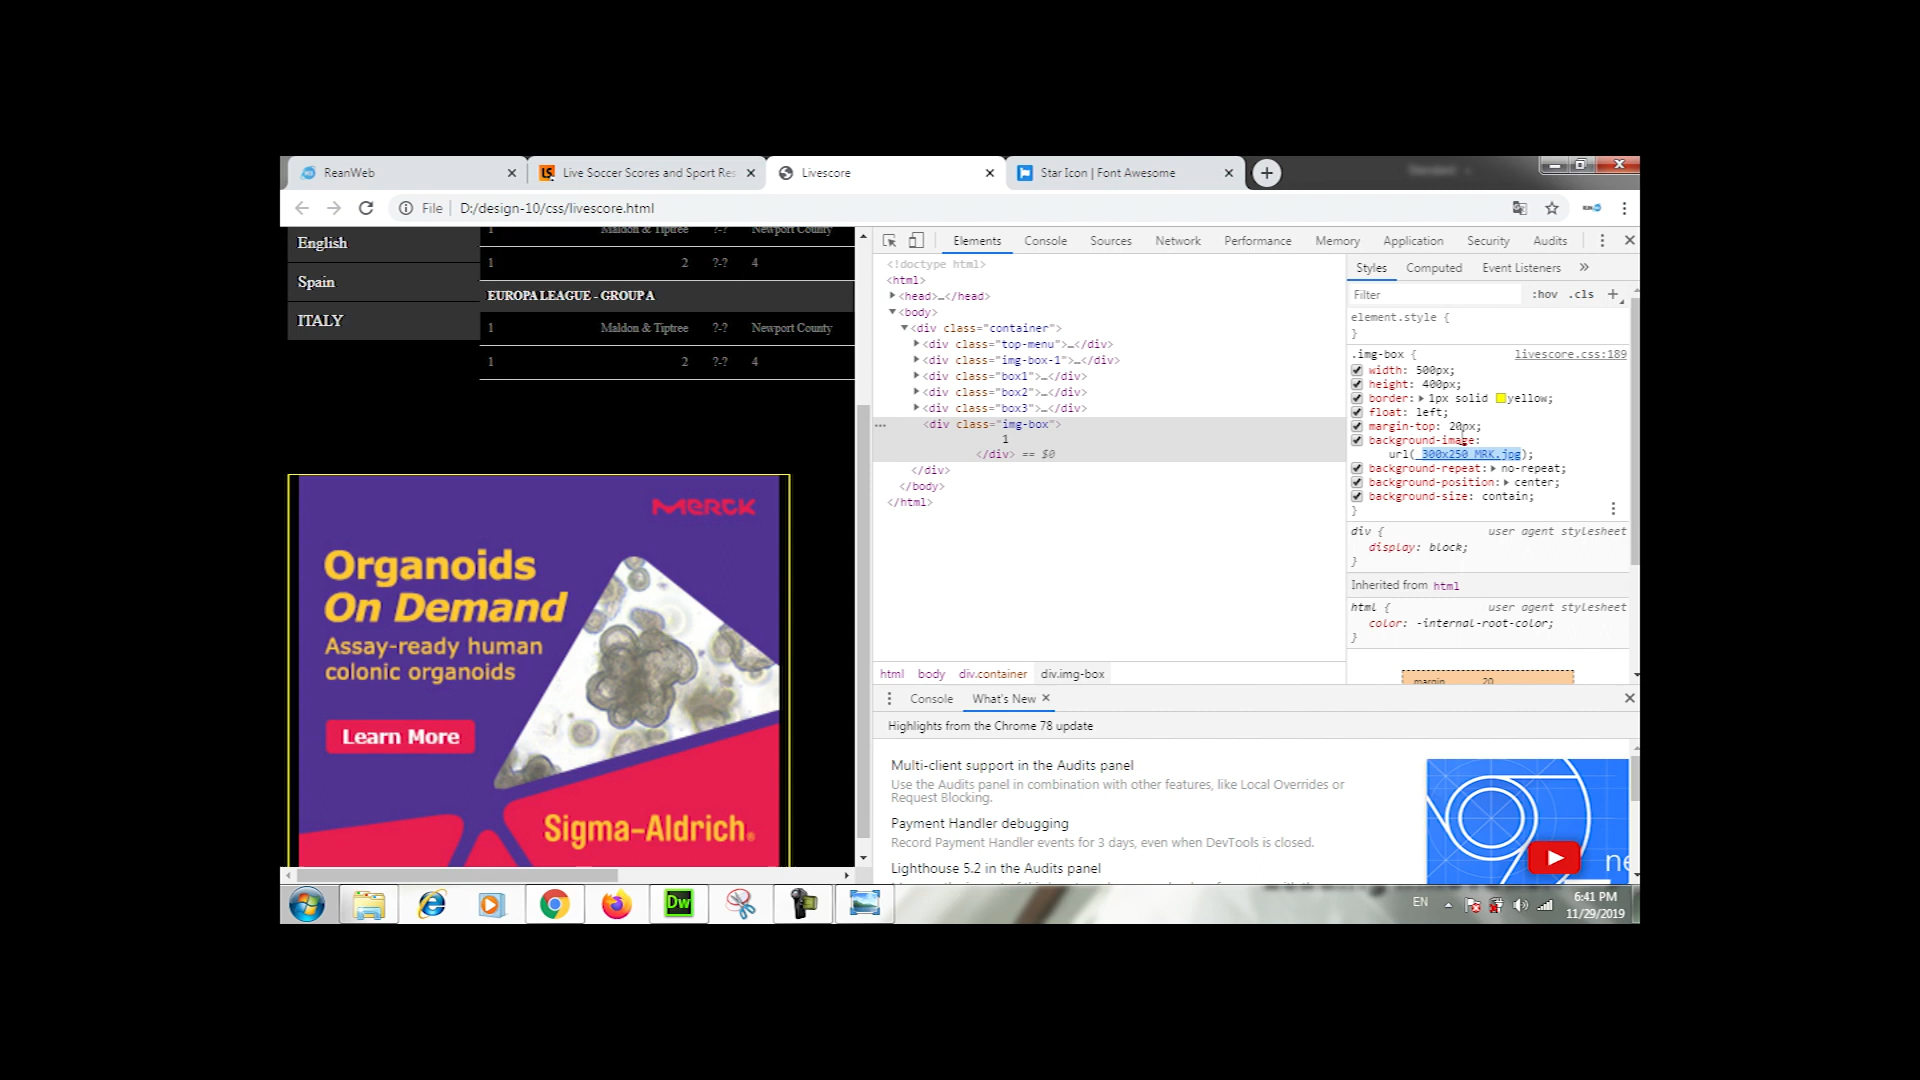 ReanWeb
Live Soccer Scores and Sport Res
Livescore
Star Icon | Font Awesome
File | D:/design-10/css/livescore.html
English
Spain
ITALY
1 Maldon & Tiptree ?-? Newport County
1 2 ?-? 4
EUROPA LEAGUE - GROUP A
1 Maldon & Tiptree ?-? Newport County
1 2 ?-? 4
MERCK
Organoids
On Demand
Assay-ready human
colonic organoids
Learn More
Sigma-Aldrich®
Elements Console Sources Network Performance Memory Application Security Audits
<!doctype html>
<html>
<head>…</head>
<body>
<div class="container">
<div class="top-menu">…</div>
<div class="img-box-1">…</div>
<div class="box1">…</div>
<div class="box2">…</div>
<div class="box3">…</div>
<div class="img-box">
1
</div> == $0
</div>
</body>
</html>
html body div.container div.img-box
Styles Computed Event Listeners »
Filter :hov .cls +
element.style {
}
.img-box { livescore.css:189
width: 500px;
height: 400px;
border: 1px solid yellow;
float: left;
margin-top: 20px;
background-image:
url( 300x250_MRK.jpg);
background-repeat: no-repeat;
background-position: center;
background-size: contain;
}
div { user agent stylesheet
display: block;
}
Inherited from html
html { user agent stylesheet
color: -internal-root-color;
}
margin 20
Console What's New
Highlights from the Chrome 78 update
Multi-client support in the Audits panel
Use the Audits panel in combination with other features, like Local Overrides or
Request Blocking.
Payment Handler debugging
Record Payment Handler events for 3 days, even when DevTools is closed.
Lighthouse 5.2 in the Audits panel
ne
Dw
EN
6:41 PM
11/29/2019